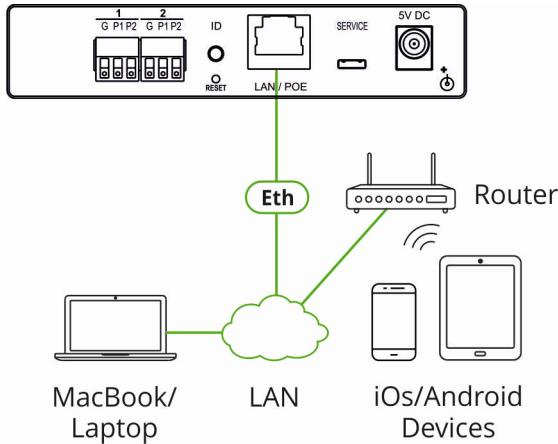 1 2
G P1 P2 G P1 P2
ID
RESET
LAN / POE
SERVICE
5V DC
+
Eth
Router
MacBook/
Laptop
LAN
iOs/Android
Devices